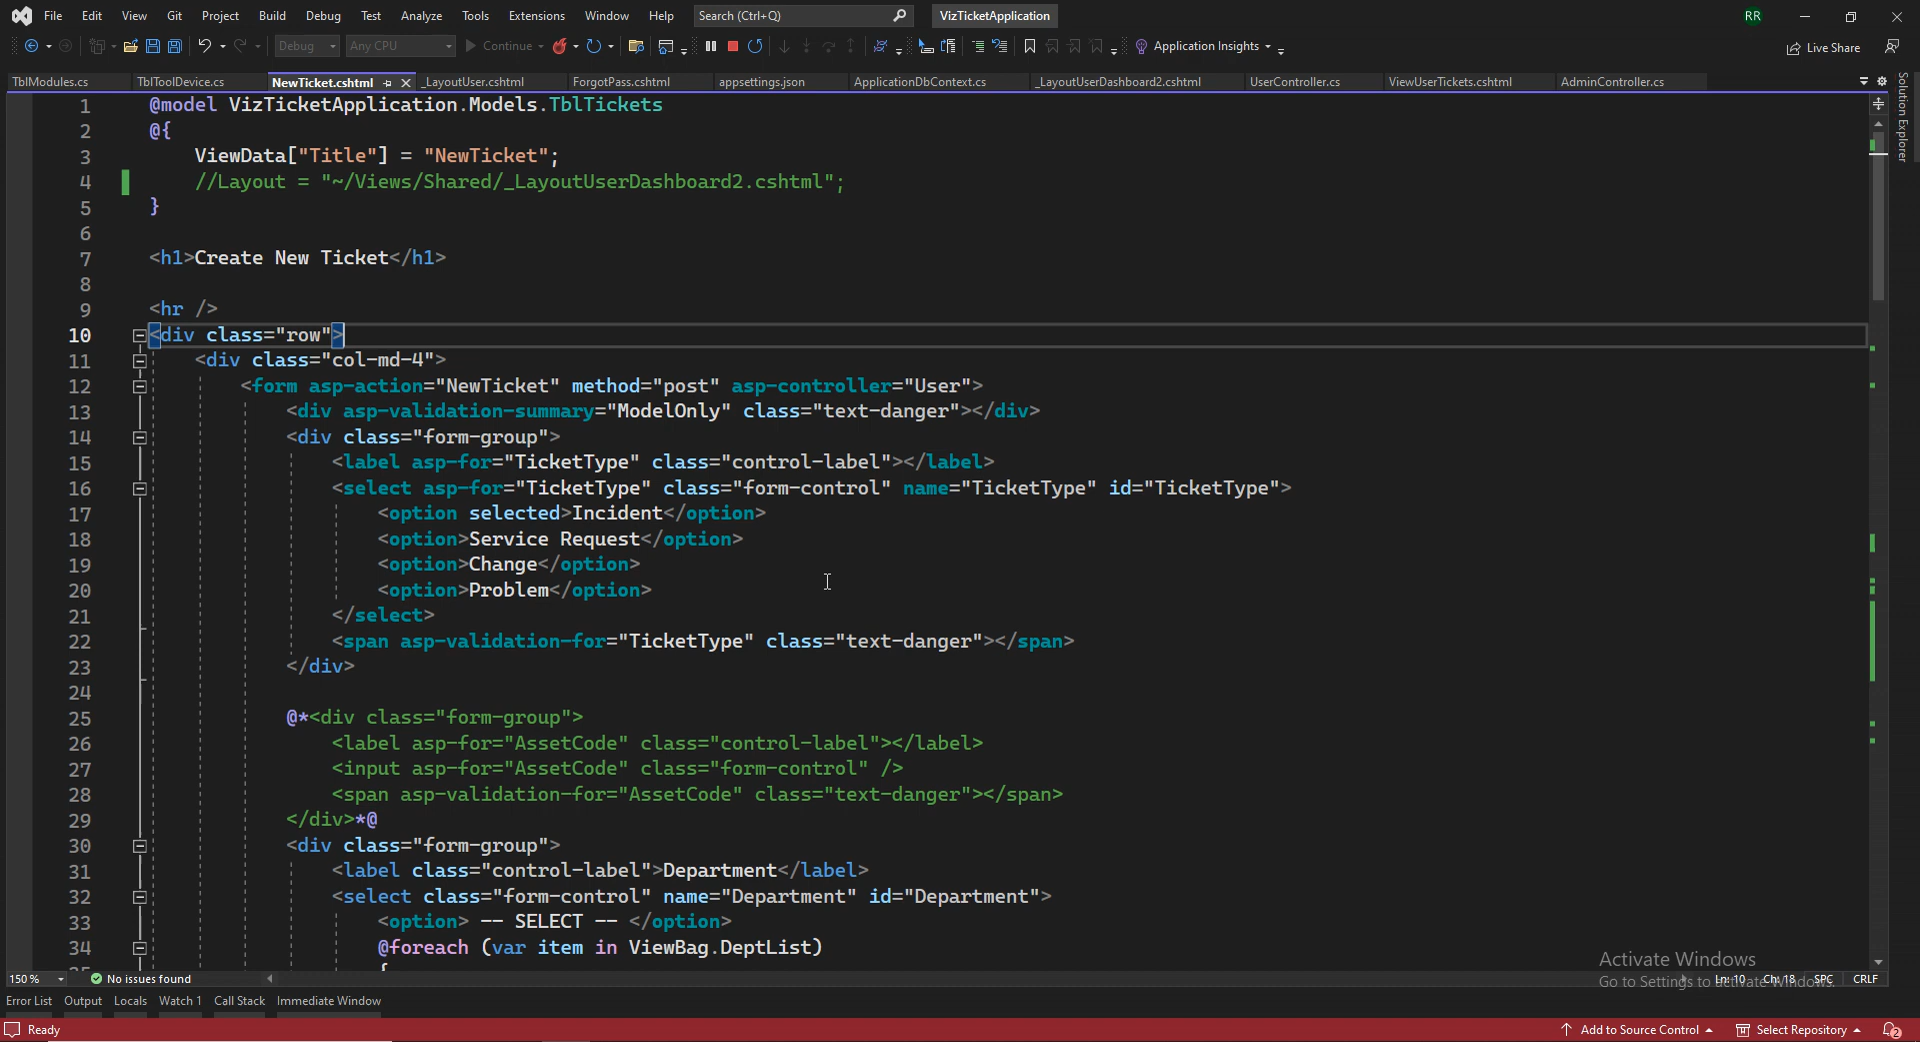 File Edit View Git Project Build Debug Test Analyze Tools Extensions Window Help Search (Ctrl+Q) VizTicketApplication RR
Debug Any CPU Continue Application Insights Live Share
TblModules.cs TblToolDevice.cs NewTicket.cshtml _LayoutUser.cshtml ForgotPass.cshtml appsettings.json ApplicationDbContext.cs _LayoutUserDashboard2.cshtml UserController.cs ViewUserTickets.cshtml AdminController.cs
Solution Explorer
1 @model VizTicketApplication.Models.TblTickets
2 @{
3 ViewData["Title"] = "NewTicket";
4 //Layout = "~/Views/Shared/_LayoutUserDashboard2.cshtml";
5 }
6
7 <h1>Create New Ticket</h1>
8
9 <hr />
10 <div class="row">
11 <div class="col-md-4">
12 <form asp-action="NewTicket" method="post" asp-controller="User">
13 <div asp-validation-summary="ModelOnly" class="text-danger"></div>
14 <div class="form-group">
15 <label asp-for="TicketType" class="control-label"></label>
16 <select asp-for="TicketType" class="form-control" name="TicketType" id="TicketType">
17 <option selected>Incident</option>
18 <option>Service Request</option>
19 <option>Change</option>
20 <option>Problem</option>
21 </select>
22 <span asp-validation-for="TicketType" class="text-danger"></span>
23 </div>
24
25 @*<div class="form-group">
26 <label asp-for="AssetCode" class="control-label"></label>
27 <input asp-for="AssetCode" class="form-control" />
28 <span asp-validation-for="AssetCode" class="text-danger"></span>
29 </div>*@
30 <div class="form-group">
31 <label class="control-label">Department</label>
32 <select class="form-control" name="Department" id="Department">
33 <option> -- SELECT -- </option>
34 @foreach (var item in ViewBag.DeptList)
35 {
Activate Windows
Go to Settings to activate Windows.
150 % No issues found Ln: 10 Ch: 18 SPC CRLF
Error List Output Locals Watch 1 Call Stack Immediate Window
Ready Add to Source Control Select Repository 2